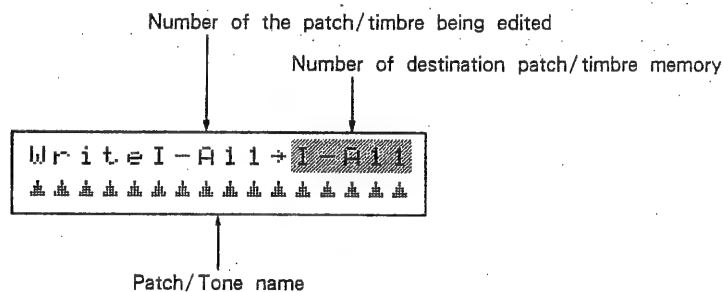 Number of the patch/timbre being edited
Number of destination patch/timbre memory
WriteI-A11→I-A11
Patch/Tone name